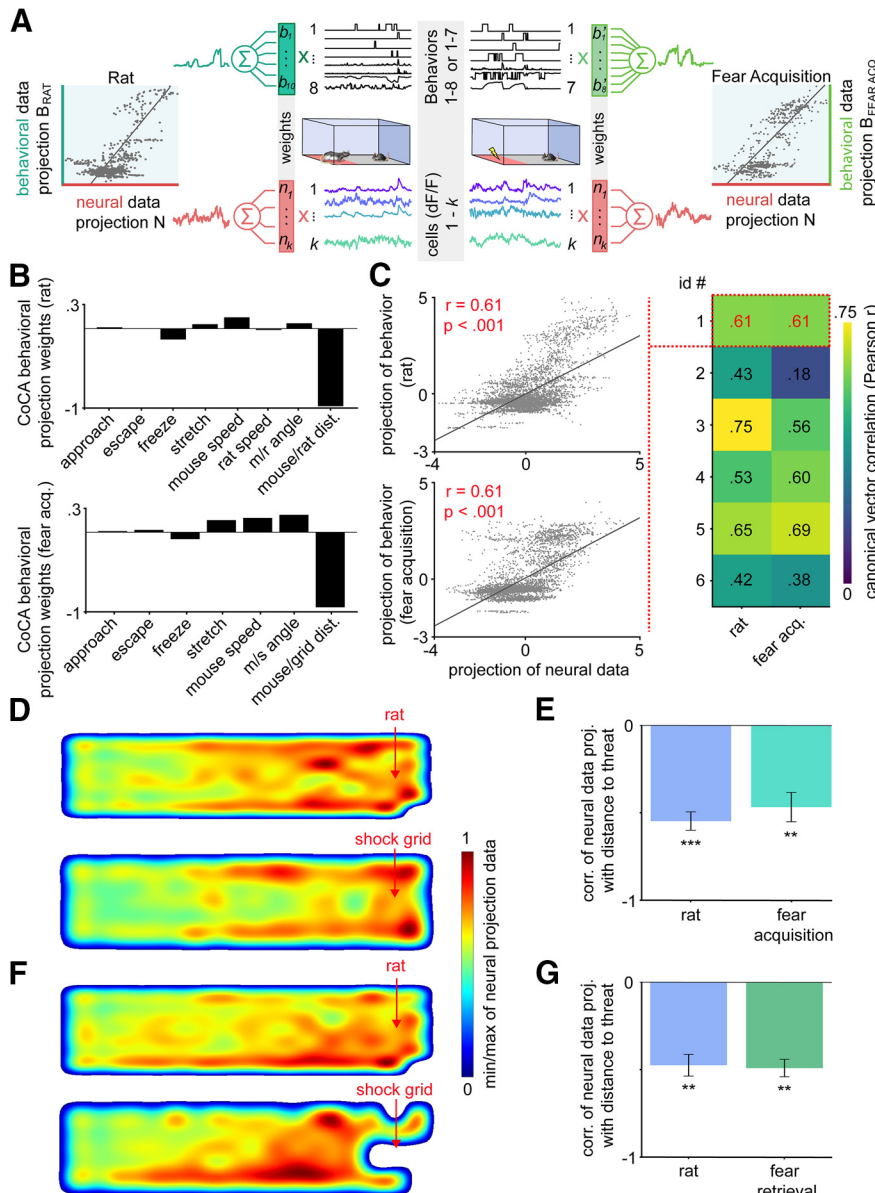 A
b1
b10
x
1
8
Behaviors
1-8 or 1-7
1
7
x
b'1
b'8
Σ
Σ
Rat
Fear Acquisition
behavioral data
projection BRAT
behavioral data
projection BFEAR ACQ
weights
weights
neural data
projection N
neural data
projection N
Σ
Σ
n1
nk
x
1
k
cells (dF/F)
1 - k
1
k
x
n1
nk
B
CoCA behavioral
projection weights (rat)
.3
-1
approach
escape
freeze
stretch
mouse speed
rat speed
m/r angle
mouse/rat dist.
CoCA behavioral
projection weights (fear acq.)
.3
-1
approach
escape
freeze
stretch
mouse speed
m/s angle
mouse/grid dist.
C
projection of behavior
(rat)
5
0
-3
-4
0
5
r = 0.61
p < .001
projection of behavior
(fear acquisition)
5
0
-3
-4
0
5
r = 0.61
p < .001
projection of neural data
id #
1
.61
.61
2
.43
.18
3
.75
.56
4
.53
.60
5
.65
.69
6
.42
.38
rat
fear acq.
.75
0
canonical vector correlation (Pearson r)
D
rat
shock grid
1
0
min/max of neural projection data
E
corr. of neural data proj.
with distance to threat
0
-1
***
**
rat
fear
acquisition
F
rat
shock grid
G
corr. of neural data proj.
with distance to threat
0
-1
**
**
rat
fear
retrieval